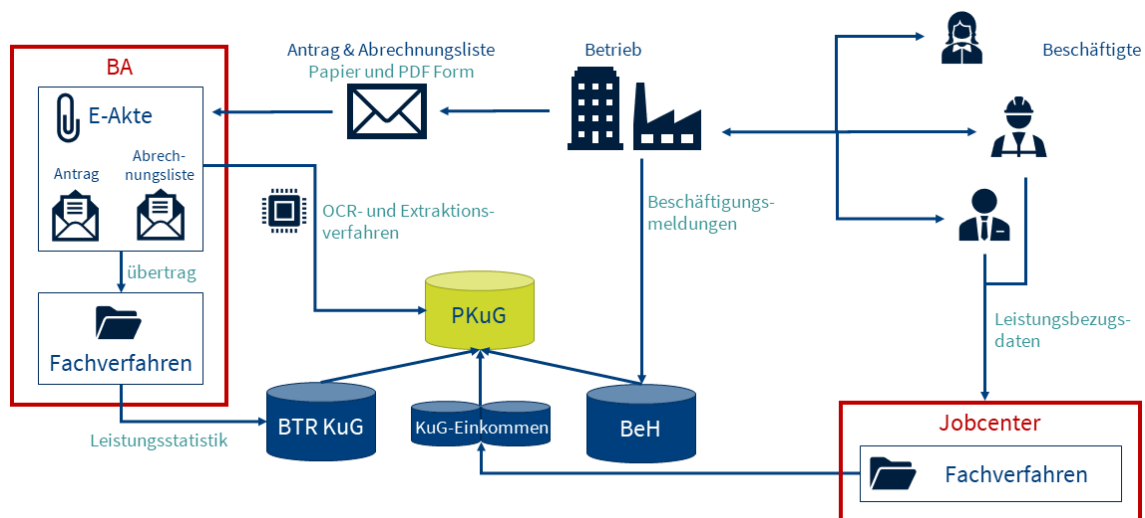 BA
E-Akte
Antrag
Abrech-
nungsliste
übertrag
Fachverfahren
Leistungsstatistik
Antrag & Abrechnungsliste
Papier und PDF Form
Betrieb
Beschäftigte
OCR- und Extraktions-
verfahren
Beschäftigungs-
meldungen
PKuG
BTR KuG
KuG-Einkommen
BeH
Leistungsbezugs-
daten
Jobcenter
Fachverfahren